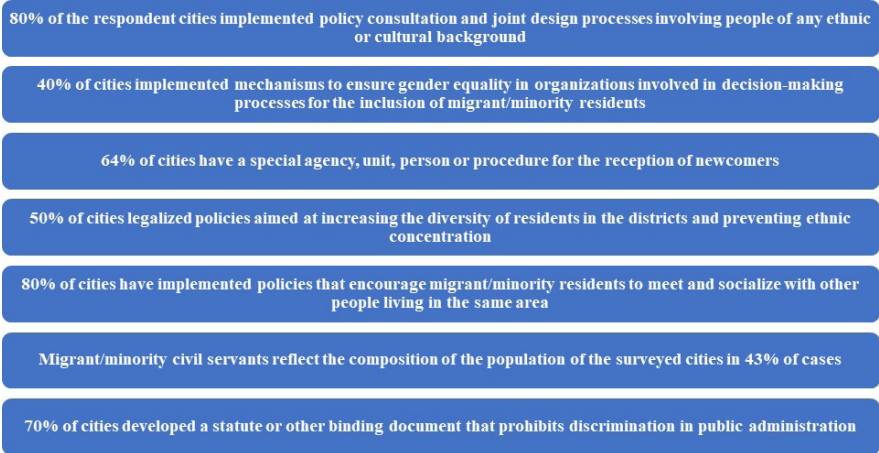 80% of the respondent cities implemented policy consultation and joint design processes involving people of any ethnic
or cultural background
40% of cities implemented mechanisms to ensure gender equality in organizations involved in decision-making
processes for the inclusion of migrant/minority residents
64% of cities have a special agency, unit, person or procedure for the reception of newcomers
50% of cities legalized policies aimed at increasing the diversity of residents in the districts and preventing ethnic
concentration
80% of cities have implemented policies that encourage migrant/minority residents to meet and socialize with other
people living in the same area
Migrant/minority civil servants reflect the composition of the population of the surveyed cities in 43% of cases
70% of cities developed a statute or other binding document that prohibits discrimination in public administration